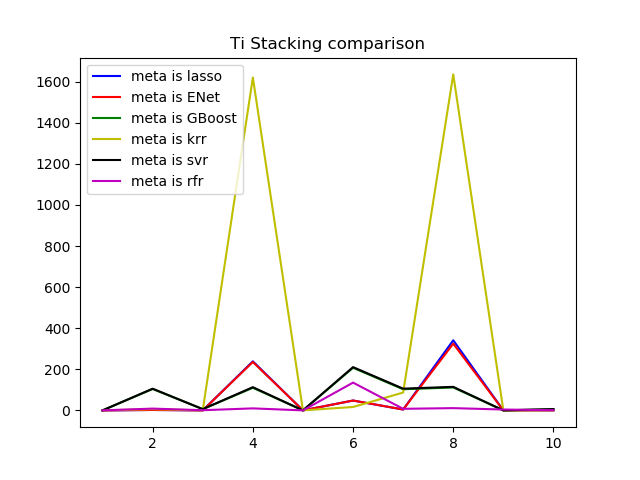 Ti Stacking comparison
meta is lasso
meta is ENet
meta is GBoost
meta is krr
meta is svr
meta is rfr
1600
1400
1200
1000
800
600
400
200
0
2 4 6 8 10